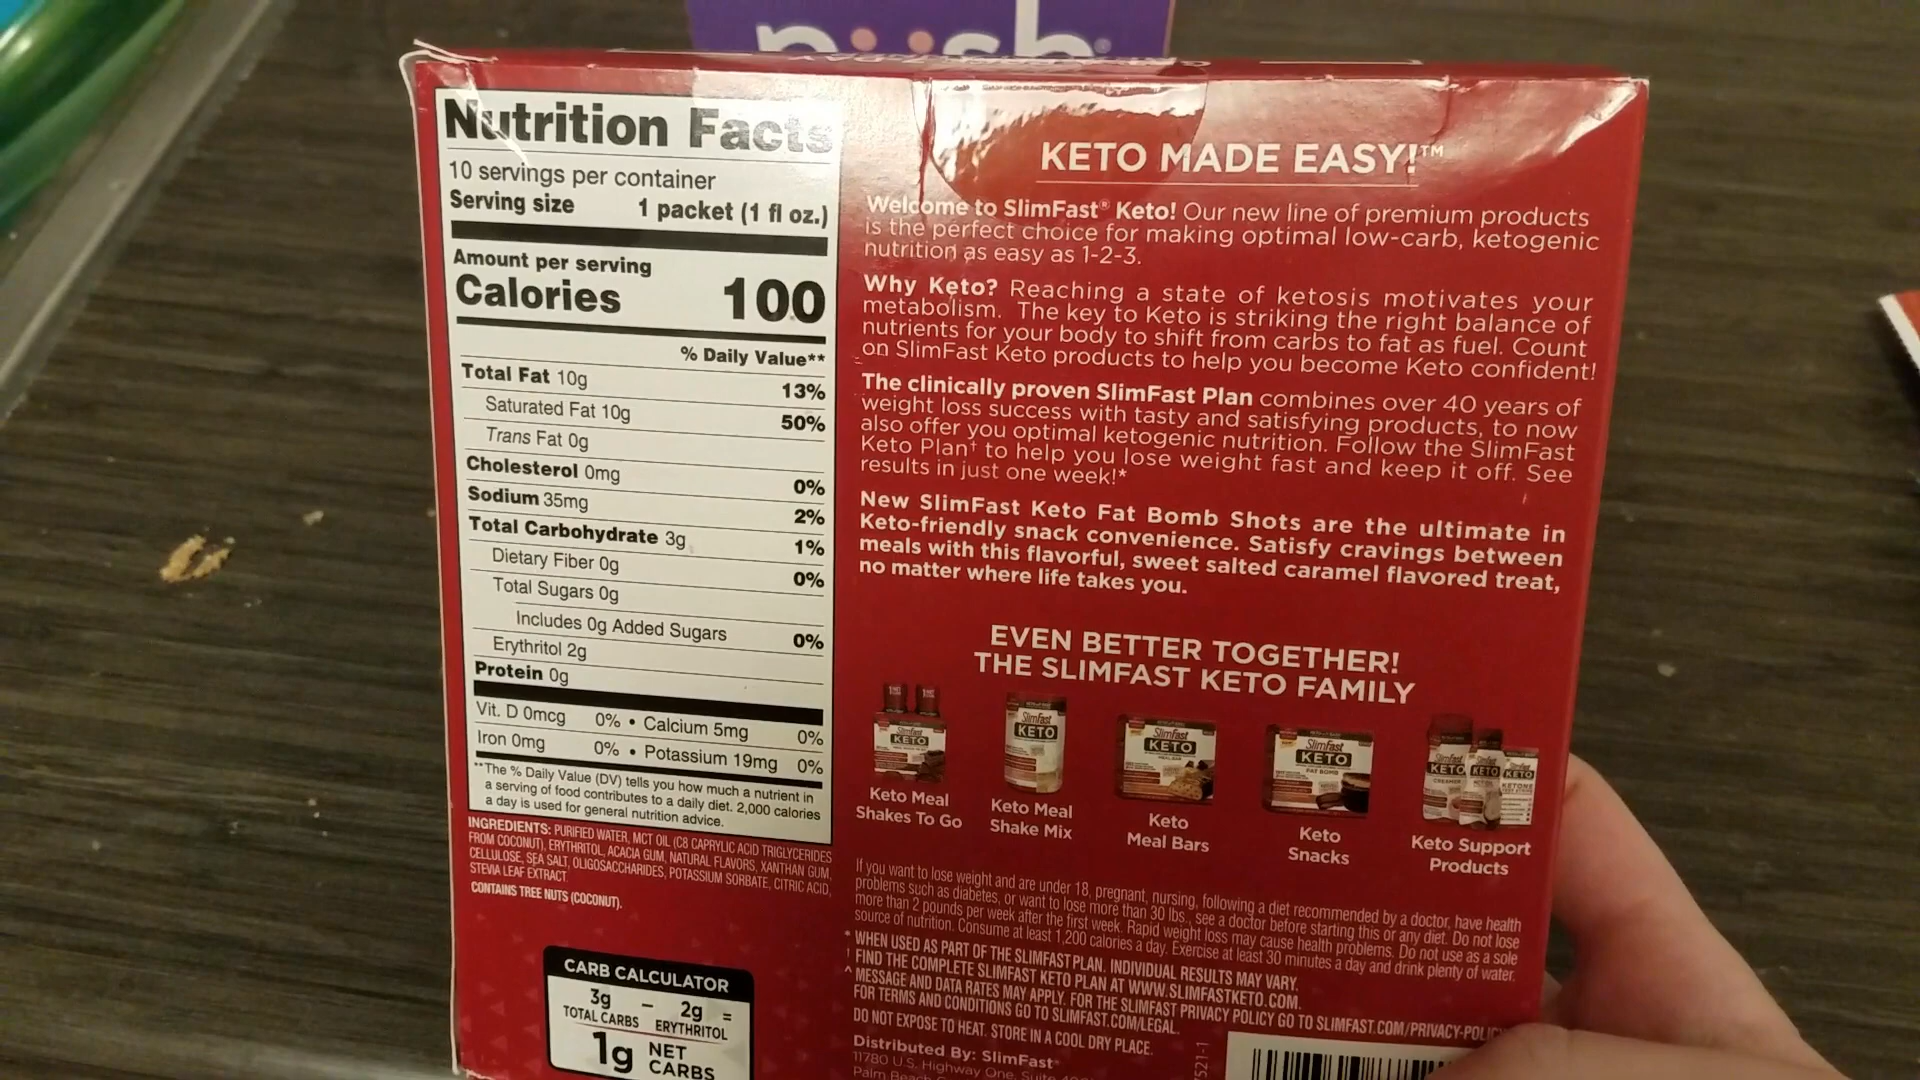 Nutrition Facts
10 servings per container
Serving size 1 packet (1 fl oz.)
Amount per serving
Calories 100
% Daily Value**
Total Fat 10g 13%
Saturated Fat 10g 50%
Trans Fat 0g
Cholesterol 0mg 0%
Sodium 35mg 2%
Total Carbohydrate 3g 1%
Dietary Fiber 0g 0%
Total Sugars 0g
Includes 0g Added Sugars 0%
Erythritol 2g
Protein 0g
Vit. D 0mcg 0% • Calcium 5mg 0%
Iron 0mg 0% • Potassium 19mg 0%
**The % Daily Value (DV) tells you how much a nutrient in
a serving of food contributes to a daily diet. 2,000 calories
a day is used for general nutrition advice.
INGREDIENTS: PURIFIED WATER, MCT OIL (C8 CAPRYLIC ACID TRIGLYCERIDES
FROM COCONUT), ERYTHRITOL, ACACIA GUM, NATURAL FLAVORS, XANTHAN GUM,
CELLULOSE, SEA SALT, OLIGOSACCHARIDES, POTASSIUM SORBATE, CITRIC ACID,
STEVIA LEAF EXTRACT.
CONTAINS TREE NUTS (COCONUT).
CARB CALCULATOR
3g − 2g =
TOTAL CARBS ERYTHRITOL
1g NET
CARBS
KETO MADE EASY!™
Welcome to SlimFast® Keto! Our new line of premium products
is the perfect choice for making optimal low-carb, ketogenic
nutrition as easy as 1-2-3.
Why Keto? Reaching a state of ketosis motivates your
metabolism. The key to Keto is striking the right balance of
nutrients for your body to shift from carbs to fat as fuel. Count
on SlimFast Keto products to help you become Keto confident!
The clinically proven SlimFast Plan combines over 40 years of
weight loss success with tasty and satisfying products, to now
also offer you optimal ketogenic nutrition. Follow the SlimFast
Keto Plan† to help you lose weight fast and keep it off. See
results in just one week!*
New SlimFast Keto Fat Bomb Shots are the ultimate in
Keto-friendly snack convenience. Satisfy cravings between
meals with this flavorful, sweet salted caramel flavored treat,
no matter where life takes you.
EVEN BETTER TOGETHER!
THE SLIMFAST KETO FAMILY
SlimFast
KETO
SlimFast
KETO
SlimFast
KETO
SlimFast
KETO
FAT BOMB
KETO KETO KETO
Keto Meal
Shakes To Go
Keto Meal
Shake Mix
Keto
Meal Bars
Keto
Snacks
Keto Support
Products
If you want to lose weight and are under 18, pregnant, nursing, following a diet recommended by a doctor, have health
problems such as diabetes, or want to lose more than 30 lbs., see a doctor before starting this or any diet. Do not lose
more than 2 pounds per week after the first week. Rapid weight loss may cause health problems. Do not use as a sole
source of nutrition. Consume at least 1,200 calories a day. Exercise at least 30 minutes a day and drink plenty of water.
* WHEN USED AS PART OF THE SLIMFAST PLAN. INDIVIDUAL RESULTS MAY VARY.
† FIND THE COMPLETE SLIMFAST KETO PLAN AT WWW.SLIMFASTKETO.COM.
^ MESSAGE AND DATA RATES MAY APPLY. FOR THE SLIMFAST PRIVACY POLICY GO TO SLIMFAST.COM/PRIVACY-POLIC
FOR TERMS AND CONDITIONS GO TO SLIMFAST.COM/LEGAL.
DO NOT EXPOSE TO HEAT. STORE IN A COOL DRY PLACE.
Distributed By: SlimFast®
11780 U.S. Highway One, Suite
Palm Beach